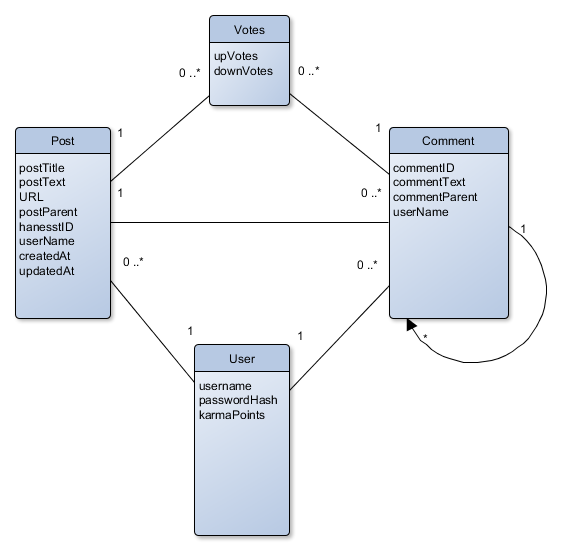 Votes
upVotes
downVotes
0 ..*
0 ..*
1
1
Post
postTitle
postText
URL
postParent
hanesstID
userName
createdAt
updatedAt
Comment
commentID
commentText
commentParent
userName
1
0 ..*
1
*
0 ..*
0 ..*
1
1
User
username
passwordHash
karmaPoints